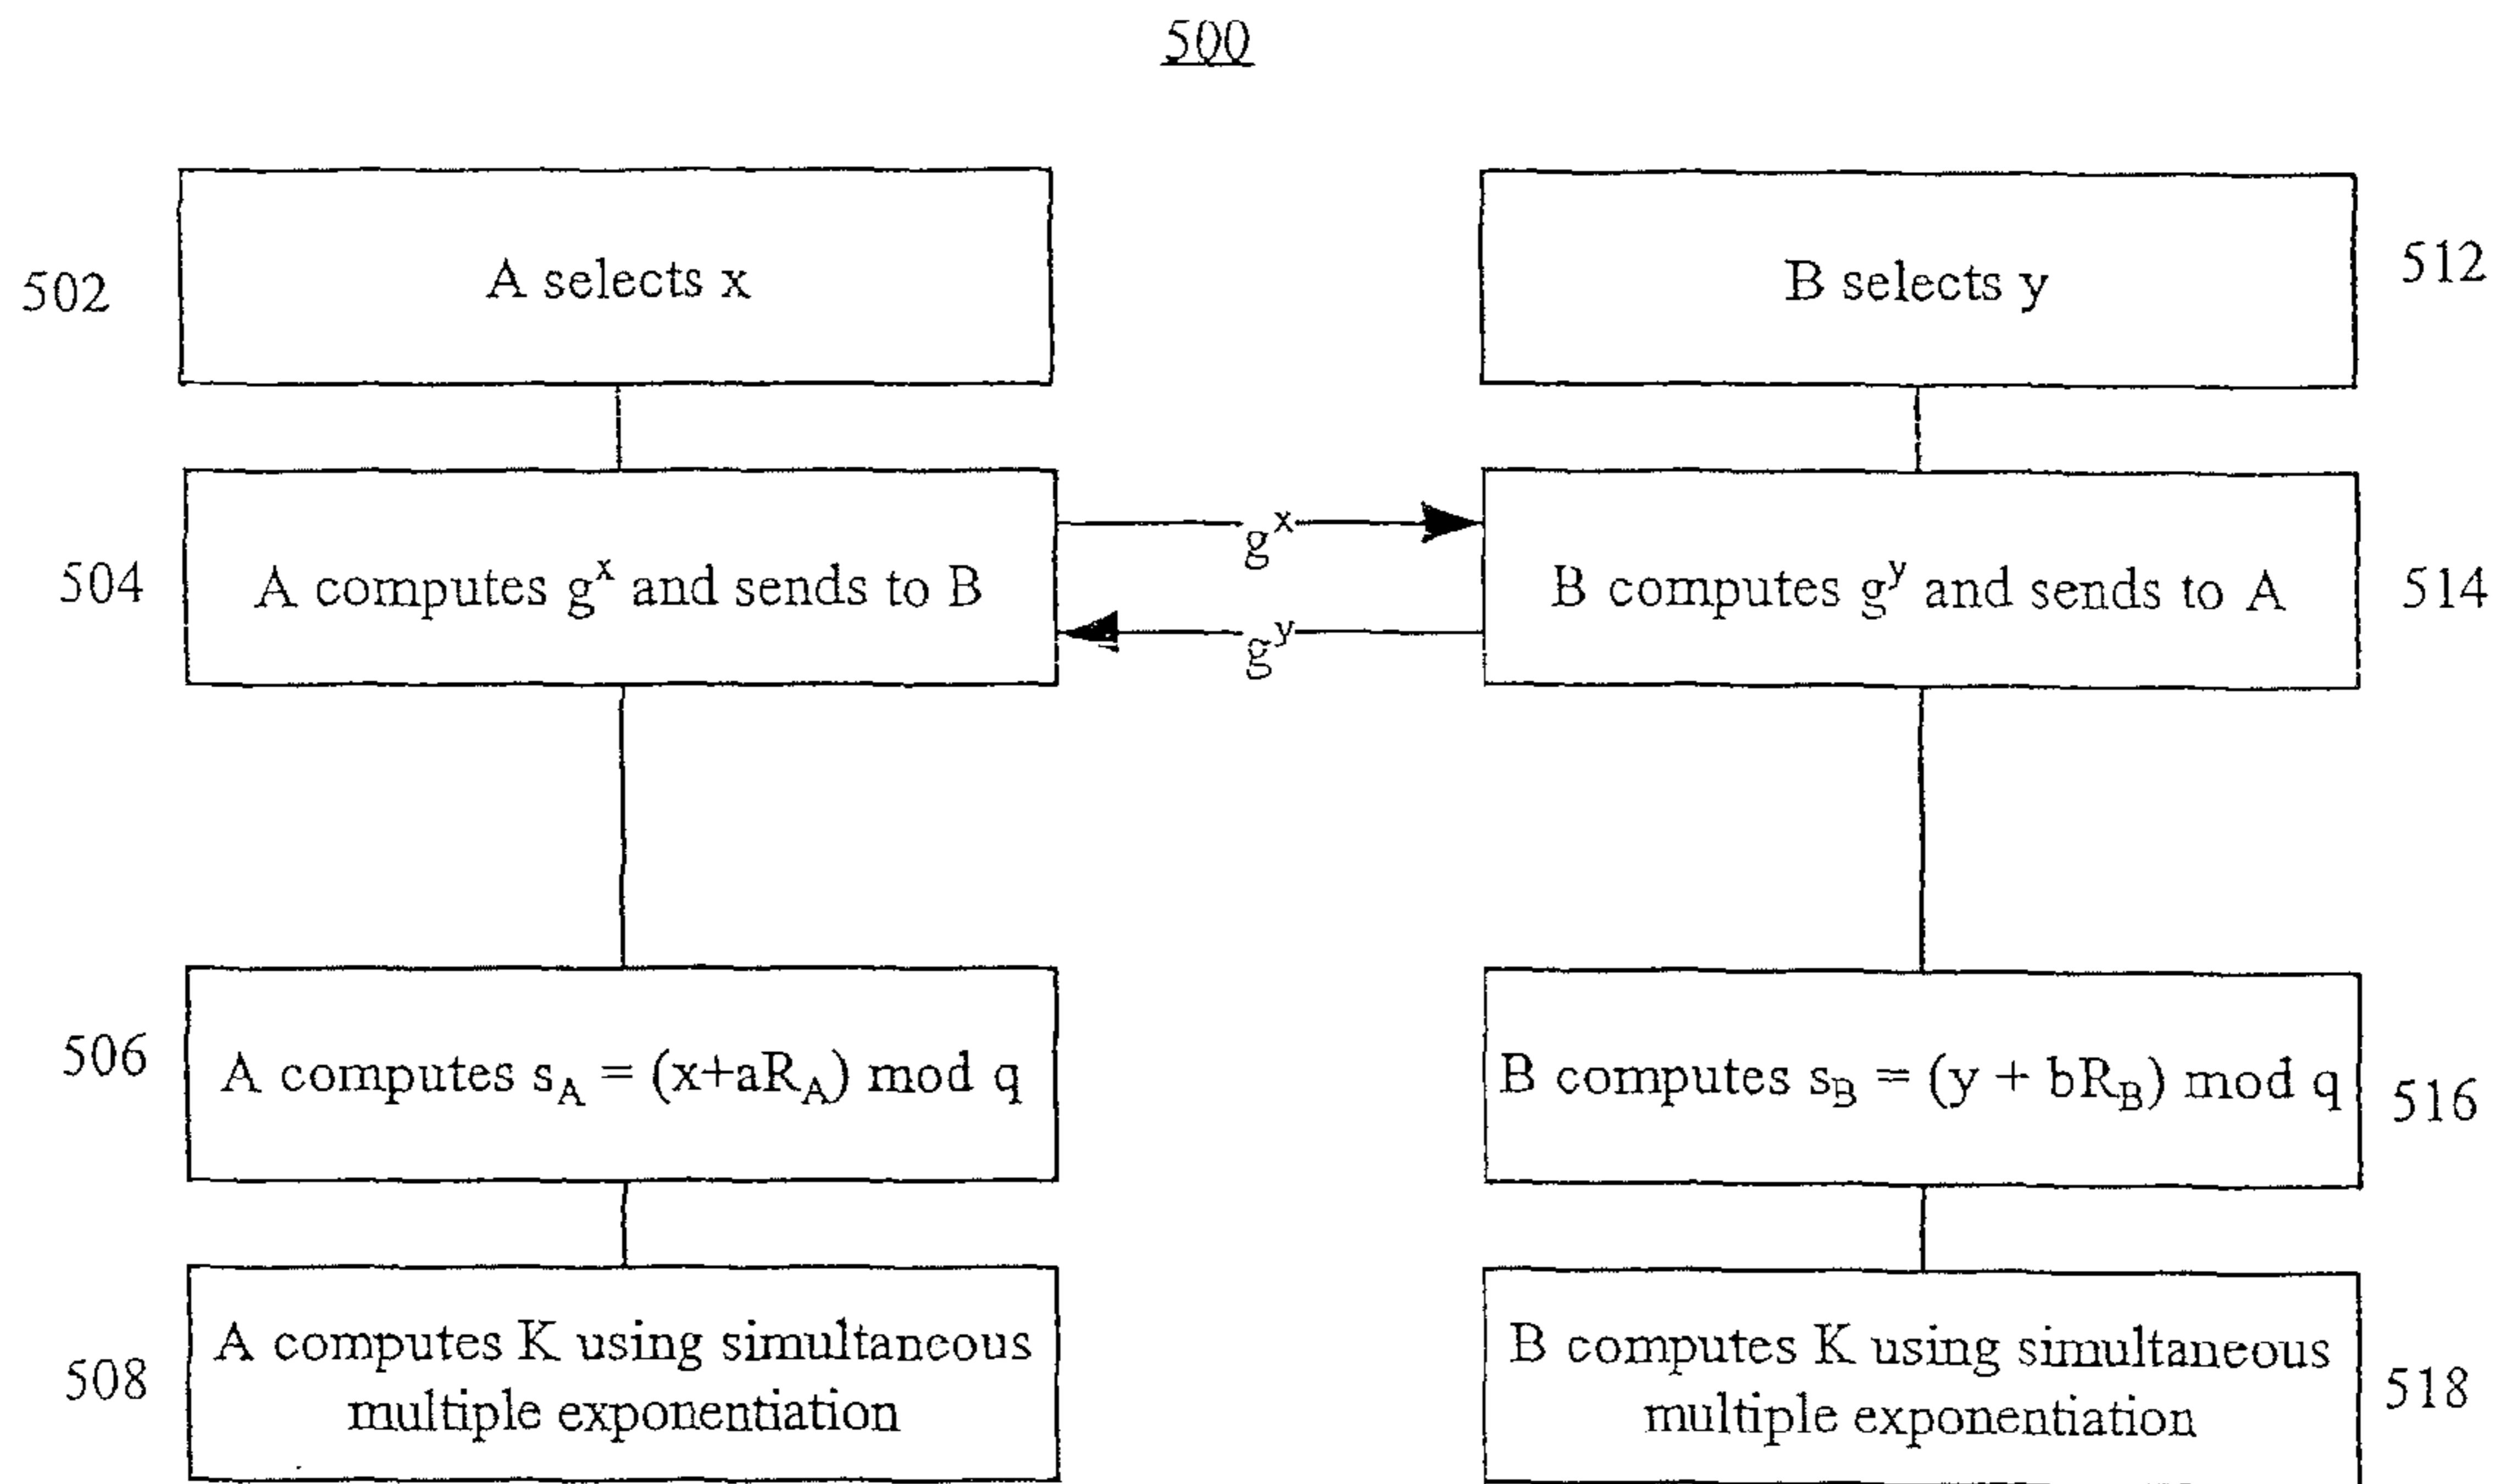 500
502
A selects x
B selects y
512
504
A computes g^x and sends to B
g^x
g^y
B computes g^y and sends to A
514
506
A computes s_A = (x+aR_A) mod q
B computes s_B = (y + bR_B) mod q
516
508
A computes K using simultaneous
multiple exponentiation
B computes K using simultaneous
multiple exponentiation
518